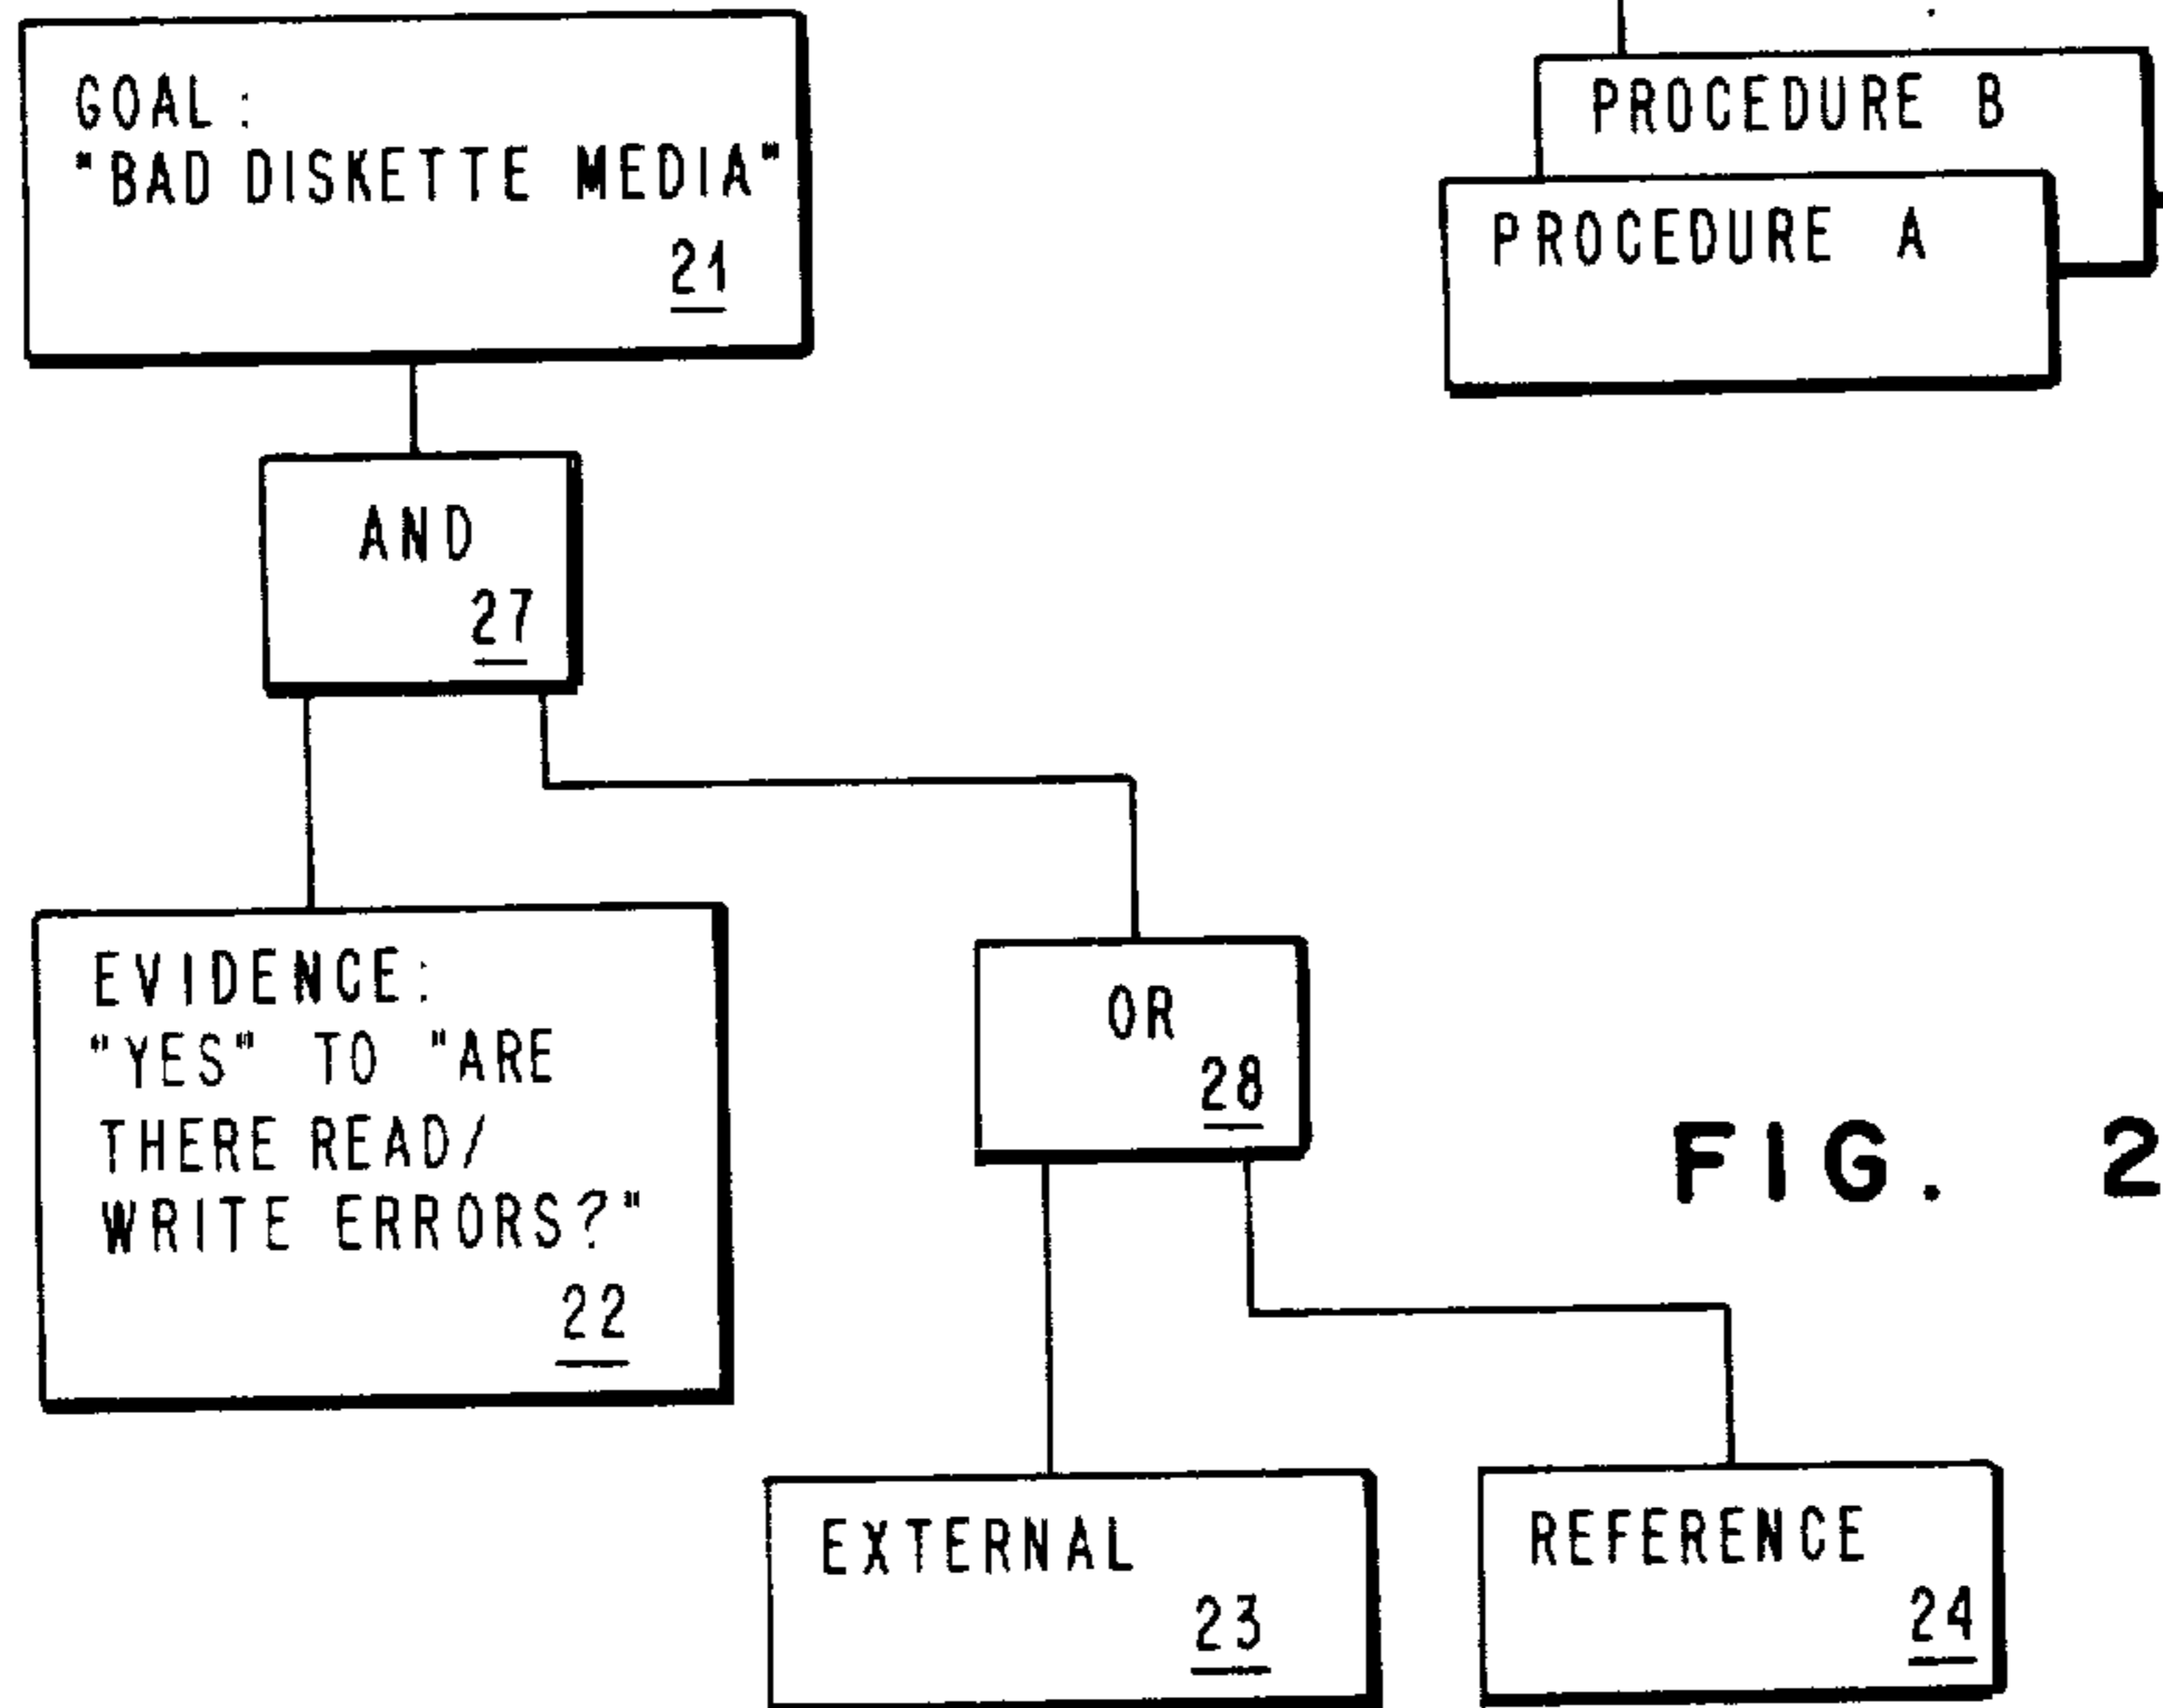 GOAL:
"BAD DISKETTE MEDIA"
21
PROCEDURE B
PROCEDURE A
AND
27
EVIDENCE:
"YES" TO "ARE
THERE READ/
WRITE ERRORS?"
22
OR
28
FIG. 2
EXTERNAL
23
REFERENCE
24